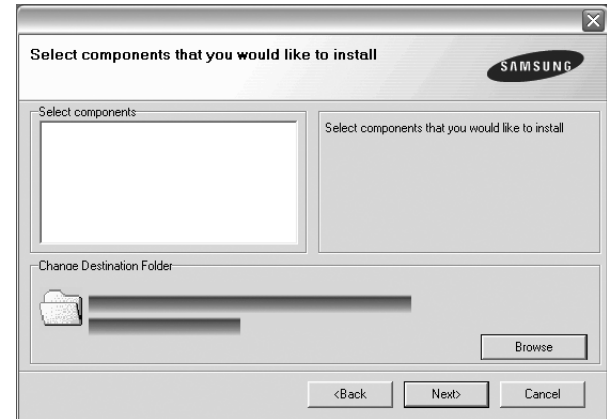 Select components that you would like to install
SAMSUNG
Select components
Select components that you would like to install
Change Destination Folder
Browse
<Back
Next>
Cancel